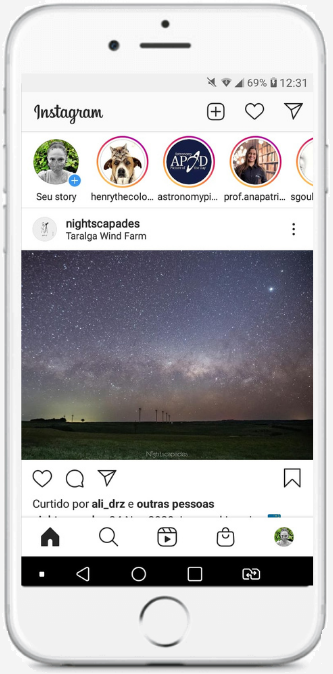 69% 12:31
Instagram
APOD
Seu story henrythecolo... astronomypi... prof.anapatri... sgoul
nightscapades
Taralga Wind Farm
Nightscapades
Curtido por ali_drz e outras pessoas